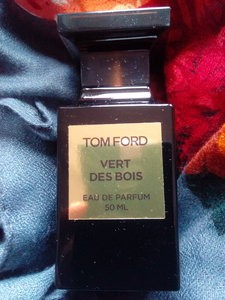 TOM FORD
VERT
DES BOIS
EAU DE PARFUM
50 ML